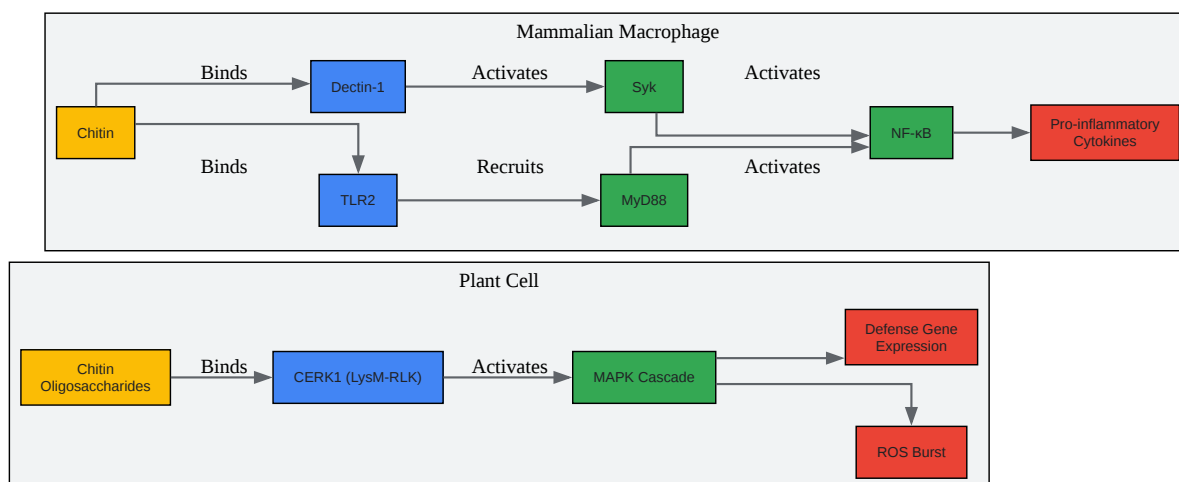 Mammalian Macrophage
Binds
Activates
Activates
Dectin-1
Syk
Chitin
NF-κB
Pro-inflammatory
Cytokines
Binds
Recruits
Activates
TLR2
MyD88
Plant Cell
Defense Gene
Expression
Chitin
Oligosaccharides
Binds
CERK1 (LysM-RLK)
Activates
MAPK Cascade
ROS Burst